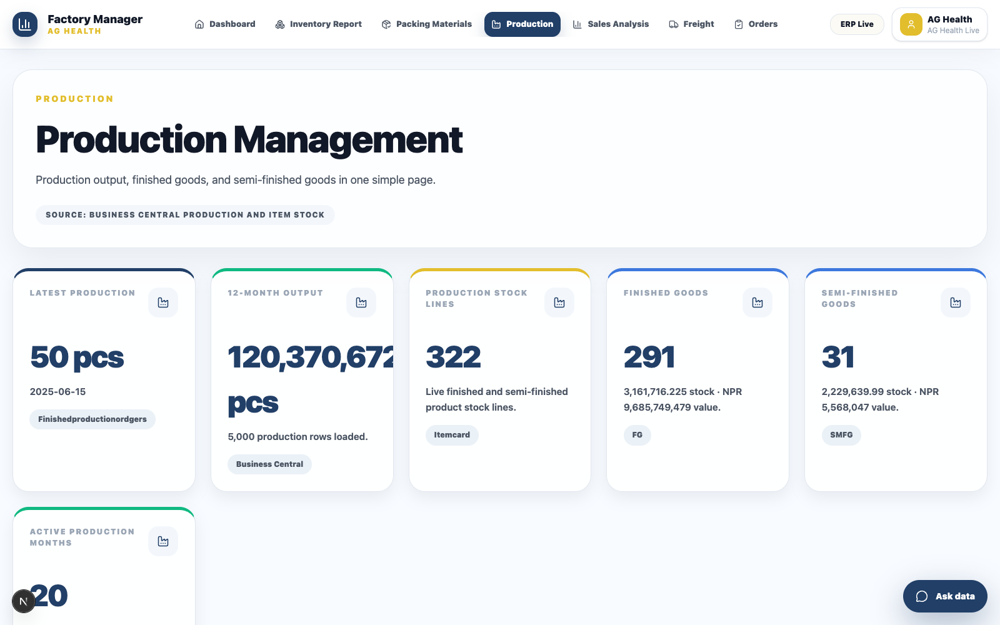 Factory Manager
AG HEALTH
Dashboard
Inventory Report
Packing Materials
Production
Sales Analysis
Freight
Orders
ERP Live
AG Health
AG Health Live
PRODUCTION
Production Management
Production output, finished goods, and semi-finished goods in one simple page.
SOURCE: BUSINESS CENTRAL PRODUCTION AND ITEM STOCK
LATEST PRODUCTION
50 pcs
2025-06-15
Finishedproductionordgers
12-MONTH OUTPUT
120,370,672
pcs
5,000 production rows loaded.
Business Central
PRODUCTION STOCK
LINES
322
Live finished and semi-finished
product stock lines.
Itemcard
FINISHED GOODS
291
3,161,716.225 stock · NPR
9,685,749,479 value.
FG
SEMI-FINISHED
GOODS
31
2,229,639.99 stock · NPR
5,568,047 value.
SMFG
ACTIVE PRODUCTION
MONTHS
20
N
Ask data